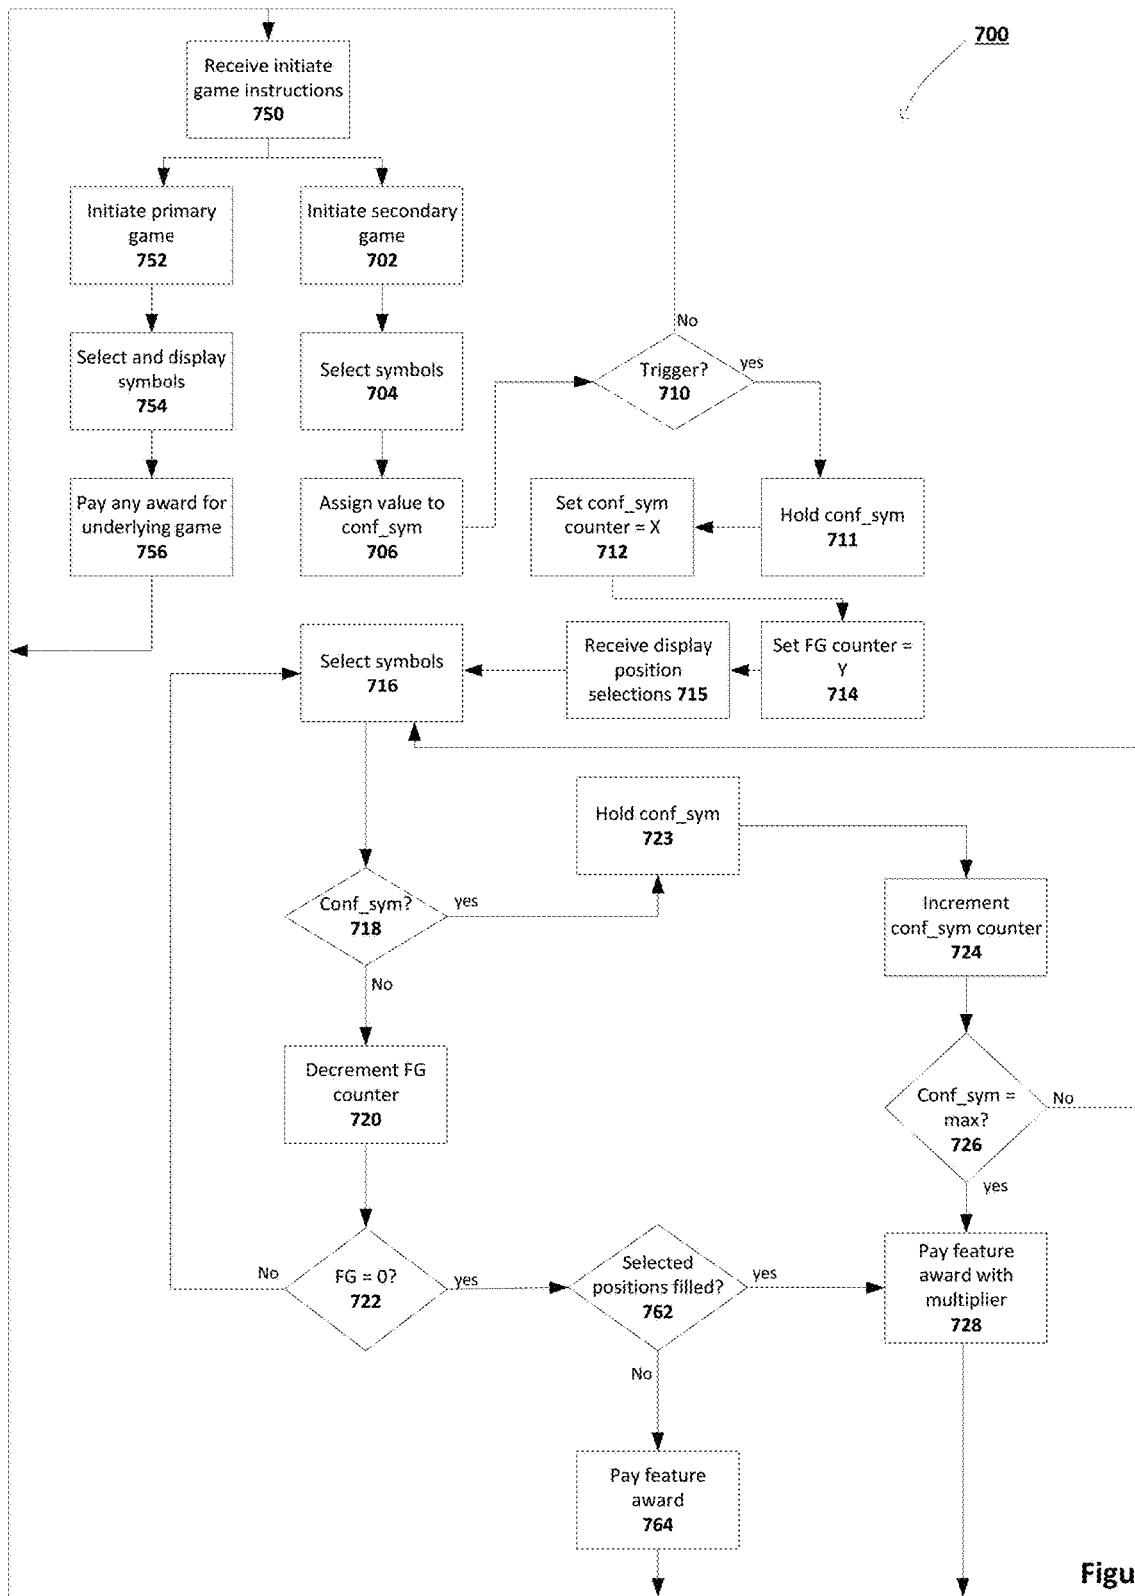 700
Receive initiate
game instructions
750
Initiate primary
game
752
Initiate secondary
game
702
Select and display
symbols
754
Select symbols
704
No
Trigger?
710
yes
Pay any award for
underlying game
756
Assign value to
conf_sym
706
Set conf_sym
counter = X
712
Hold conf_sym
711
Select symbols
716
Receive display
position
selections 715
Set FG counter =
Y
714
Hold conf_sym
723
Conf_sym?
718
yes
No
Increment
conf_sym counter
724
Decrement FG
counter
720
Conf_sym =
max?
726
No
yes
No
FG = 0?
722
yes
Selected
positions filled?
762
yes
No
Pay feature
award with
multiplier
728
Pay feature
award
764
Figu